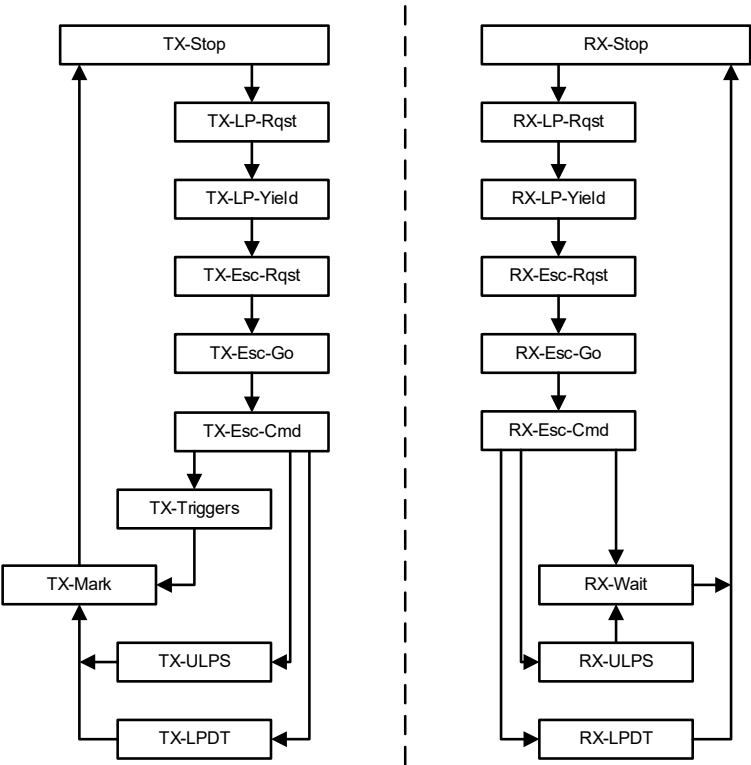 TX-Stop
TX-LP-Rqst
TX-LP-Yield
TX-Esc-Rqst
TX-Esc-Go
TX-Esc-Cmd
TX-Triggers
TX-Mark
TX-ULPS
TX-LPDT
RX-Stop
RX-LP-Rqst
RX-LP-Yield
RX-Esc-Rqst
RX-Esc-Go
RX-Esc-Cmd
RX-Wait
RX-ULPS
RX-LPDT